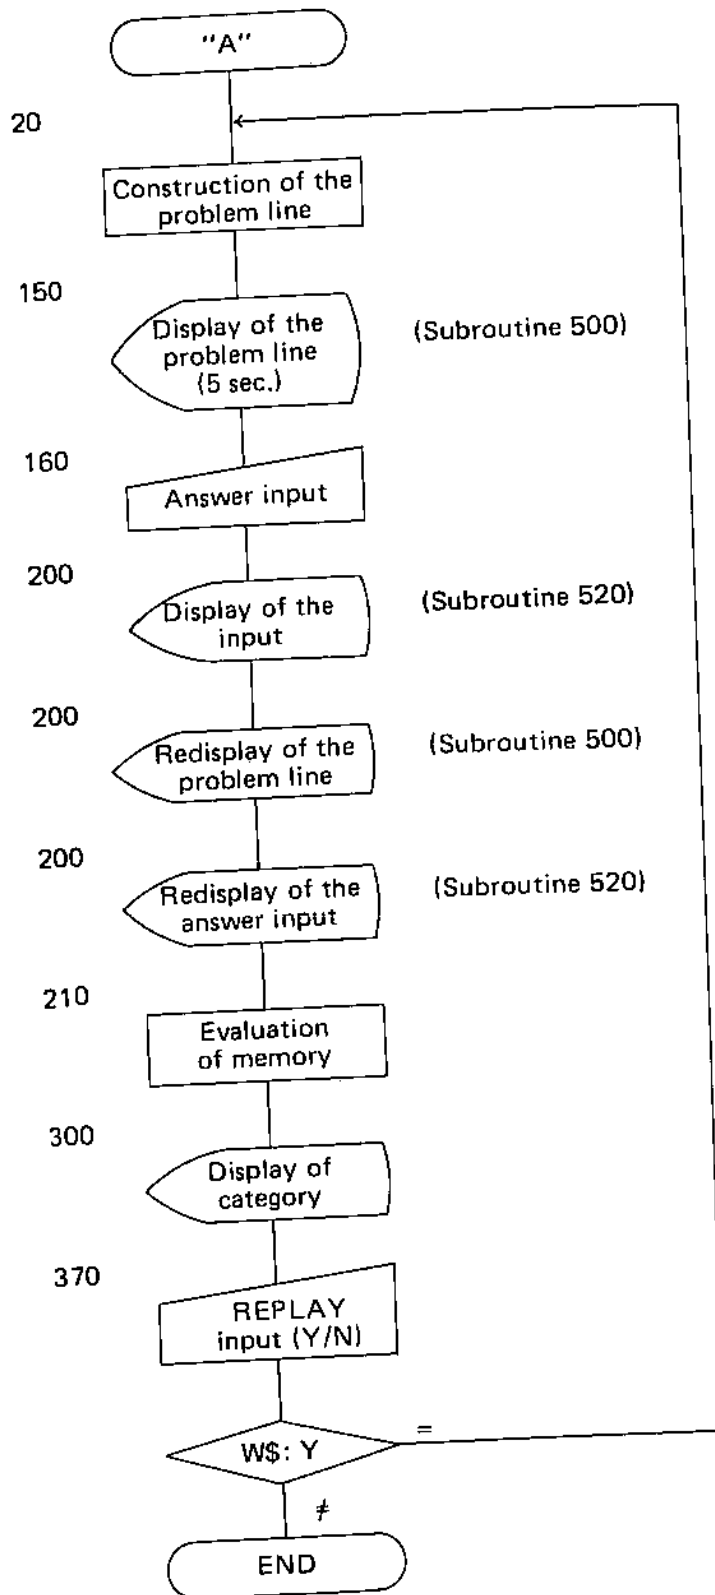 "A"
20
Construction of the
problem line
150
Display of the
problem line
(5 sec.)
(Subroutine 500)
160
Answer input
200
Display of the
input
(Subroutine 520)
200
Redisplay of the
problem line
(Subroutine 500)
200
Redisplay of the
answer input
(Subroutine 520)
210
Evaluation
of memory
300
Display of
category
370
REPLAY
input (Y/N)
W$: Y
=
≠
END